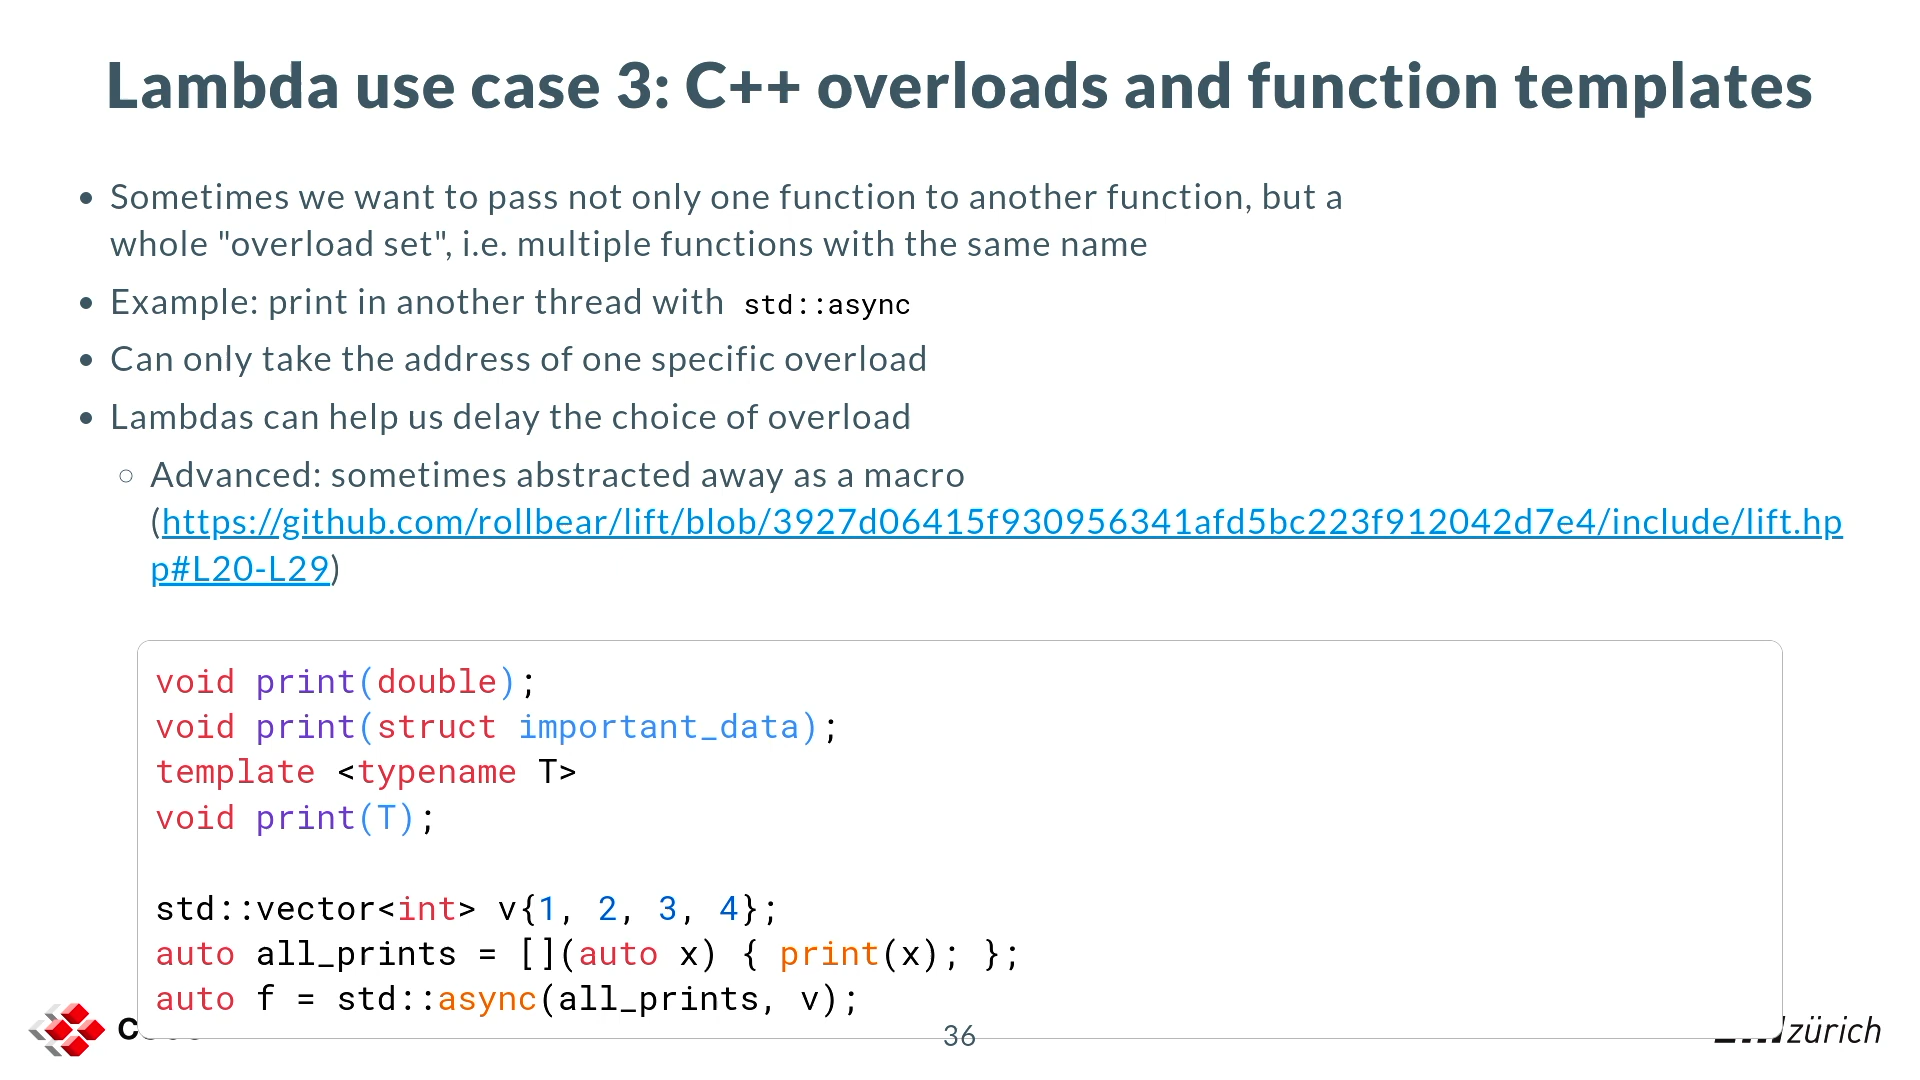 Lambda use case 3: C++ overloads and function templates
• Sometimes we want to pass not only one function to another function, but a
whole "overload set", i.e. multiple functions with the same name
• Example: print in another thread with std::async
• Can only take the address of one specific overload
• Lambdas can help us delay the choice of overload
○ Advanced: sometimes abstracted away as a macro
(https://github.com/rollbear/lift/blob/3927d06415f930956341afd5bc223f912042d7e4/include/lift.hp
p#L20-L29)
void print(double);
void print(struct important_data);
template <typename T>
void print(T);
std::vector<int> v{1, 2, 3, 4};
auto all_prints = [](auto x) { print(x); };
auto f = std::async(all_prints, v);
36
zürich